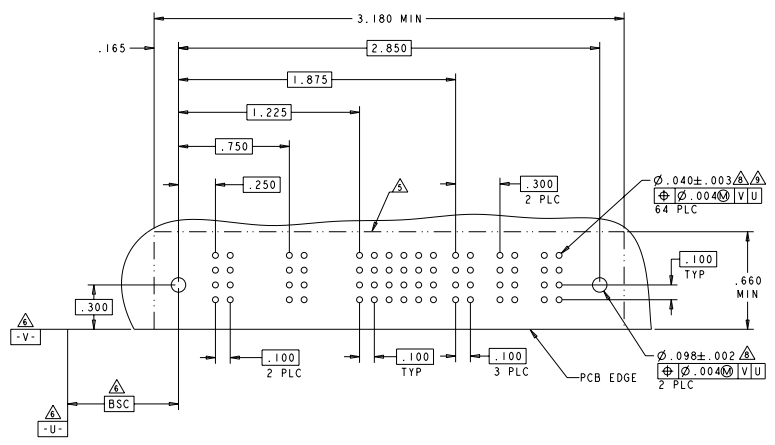 3.180 MIN
.165
2.850
1.875
1.225
.750
.250
5
.300
2 PLC
Ø.040±.003 8 9
⌖ Ø.004Ⓜ V U
64 PLC
.100
TYP
.660
MIN
.300
6
-V-
.100
2 PLC
.100
TYP
.100
3 PLC
PCB EDGE
Ø.098±.002 8
⌖ Ø.004Ⓜ V U
2 PLC
6
BSC
6
-U-